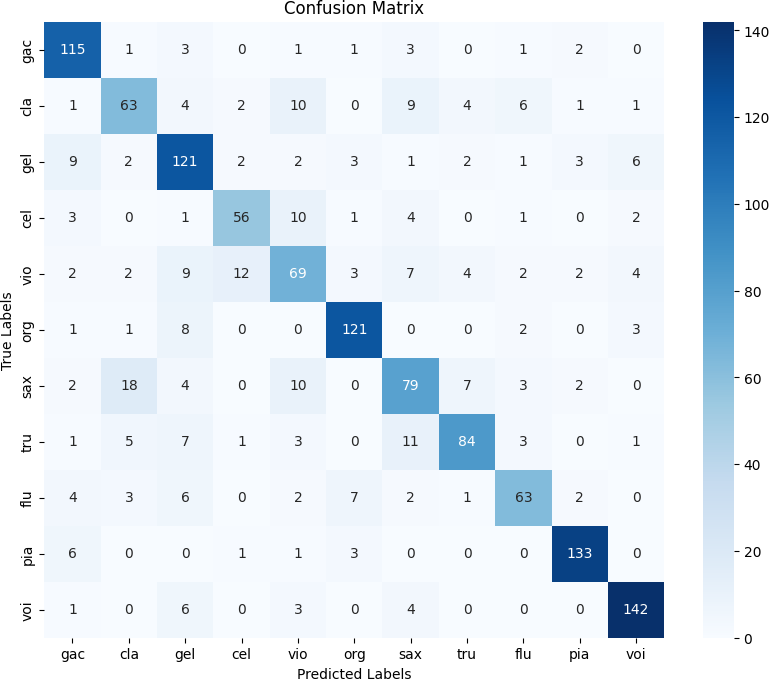 Confusion Matrix
gac 115 1 3 0 1 1 3 0 1 2 0
cla 1 63 4 2 10 0 9 4 6 1 1
gel 9 2 121 2 2 3 1 2 1 3 6
cel 3 0 1 56 10 1 4 0 1 0 2
vio 2 2 9 12 69 3 7 4 2 2 4
org 1 1 8 0 0 121 0 0 2 0 3
sax 2 18 4 0 10 0 79 7 3 2 0
tru 1 5 7 1 3 0 11 84 3 0 1
flu 4 3 6 0 2 7 2 1 63 2 0
pia 6 0 0 1 1 3 0 0 0 133 0
voi 1 0 6 0 3 0 4 0 0 0 142
gac cla gel cel vio org sax tru flu pia voi
Predicted Labels
True Labels
140
120
100
80
60
40
20
0